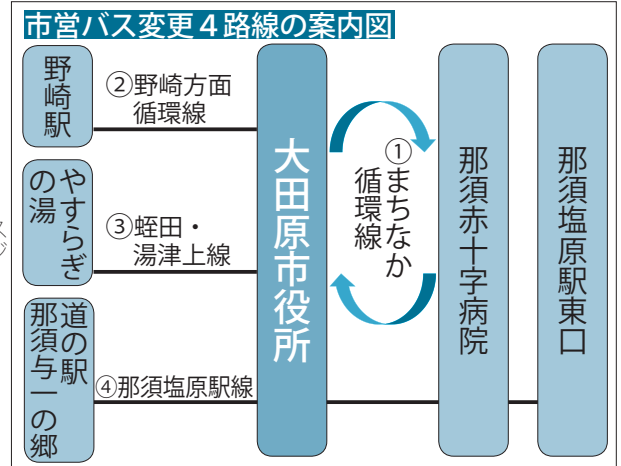 市営バス変更４路線の案内図
野崎駅
②野崎方面
循環線
やすらぎ
の湯
③蛭田・
湯津上線
道の駅
那須与一の郷
④那須塩原駅線
大田原市役所
①まちなか
循環線
那須赤十字病院
那須塩原駅東口